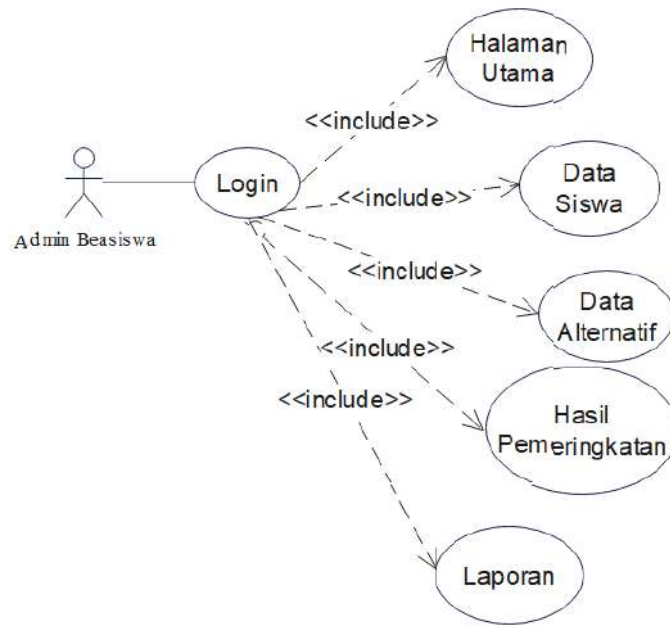 Halaman
Utama
<<include>>
Login
Data
Siswa
<<include>>
Admin Beasiswa
<<include>>
Data
Alternatif
<<include>>
<<include>>
Hasil
Pemeringkatan
Laporan